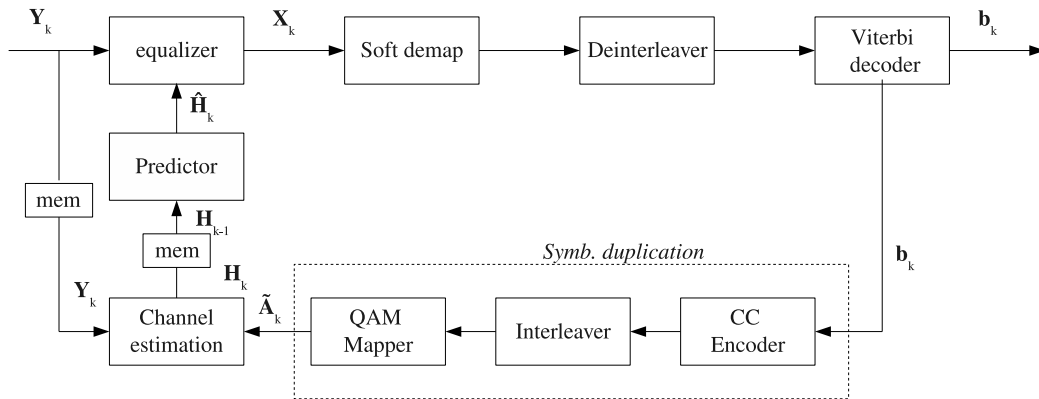 Y_k
X_k
b_k
equalizer
Soft demap
Deinterleaver
Viterbi
decoder
Ĥ_k
Predictor
mem
H_{k-1}
mem
Symb. duplication
b_k
H_k
Y_k
Ã_k
Channel
estimation
QAM
Mapper
Interleaver
CC
Encoder